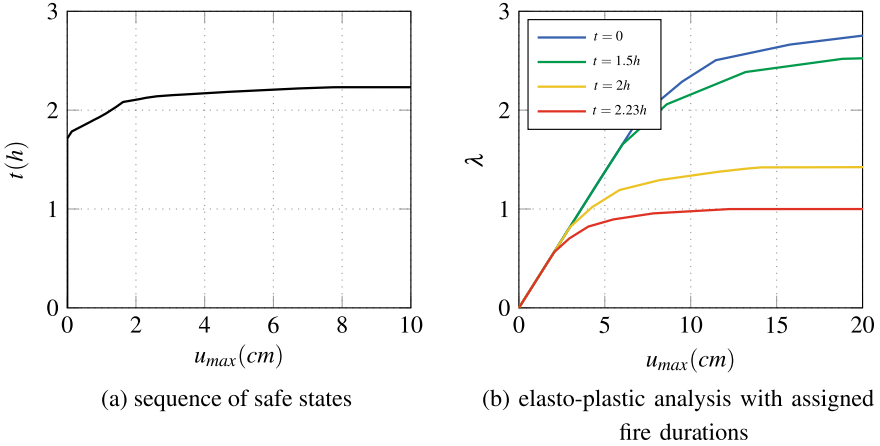 3
2
1
0
0 2 4 6 8 10
t(h)
u_max(cm)
(a) sequence of safe states
3
2
1
0
0 5 10 15 20
λ
u_max(cm)
t = 0
t = 1.5h
t = 2h
t = 2.23h
(b) elasto-plastic analysis with assigned
fire durations